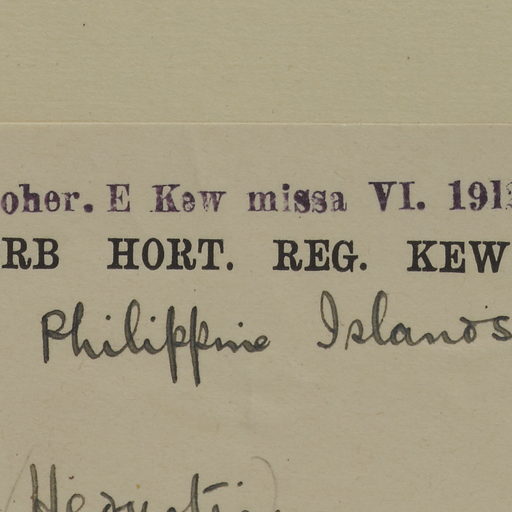 oher. E Kew missa VI. 191
RB HORT. REG. KEW
Philippine Islands